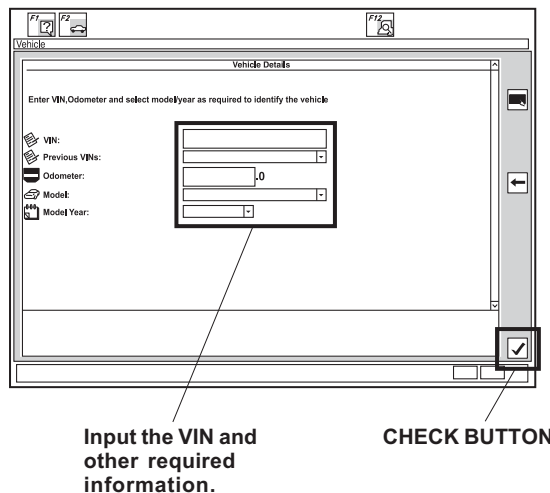 F1 F2 F12
Vehicle
Vehicle Details
Enter VIN,Odometer and select model/year as required to identify the vehicle
VIN:
Previous VINs:
Odometer: .0
Model:
Model Year:
Input the VIN and
other required
information.
CHECK BUTTON